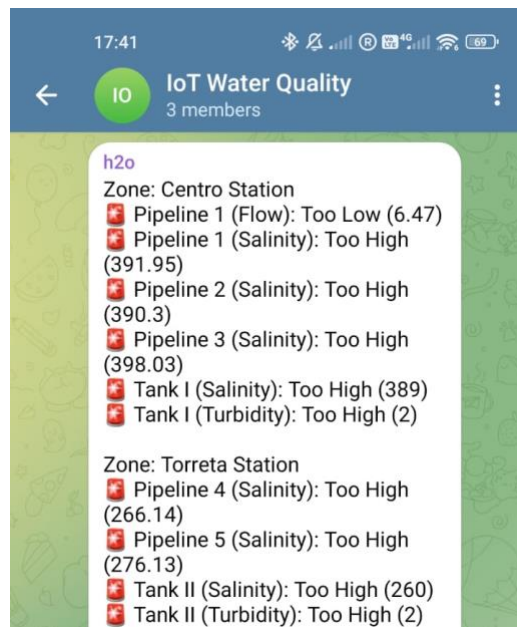 17:41
4G
69
IO
IoT Water Quality
3 members
h2o
Zone: Centro Station
Pipeline 1 (Flow): Too Low (6.47)
Pipeline 1 (Salinity): Too High
(391.95)
Pipeline 2 (Salinity): Too High
(390.3)
Pipeline 3 (Salinity): Too High
(398.03)
Tank I (Salinity): Too High (389)
Tank I (Turbidity): Too High (2)
Zone: Torreta Station
Pipeline 4 (Salinity): Too High
(266.14)
Pipeline 5 (Salinity): Too High
(276.13)
Tank II (Salinity): Too High (260)
Tank II (Turbidity): Too High (2)